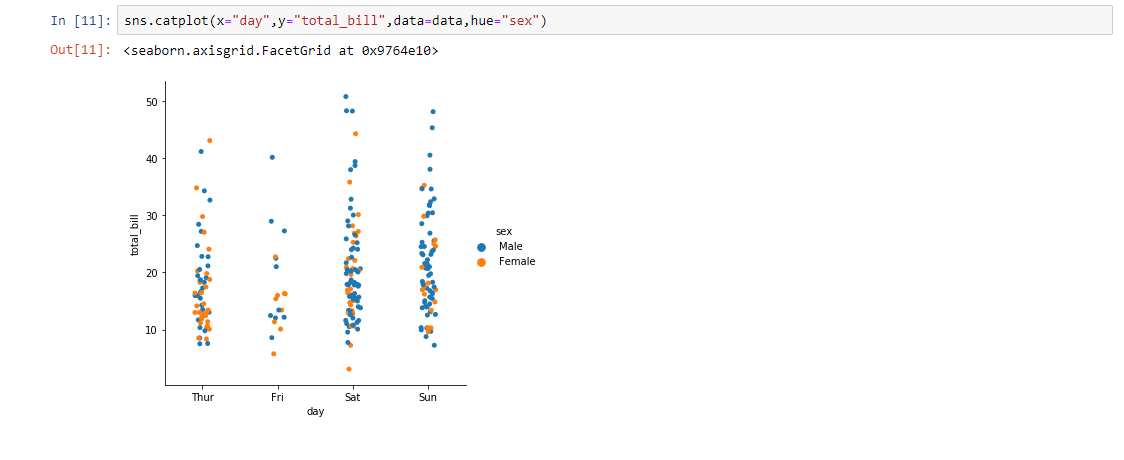 In [11]: sns.catplot(x="day",y="total_bill",data=data,hue="sex")
Out[11]: <seaborn.axisgrid.FacetGrid at 0x9764e10>
50
40
30
20
10
total_bill
Thur Fri Sat Sun
day
sex
Male
Female